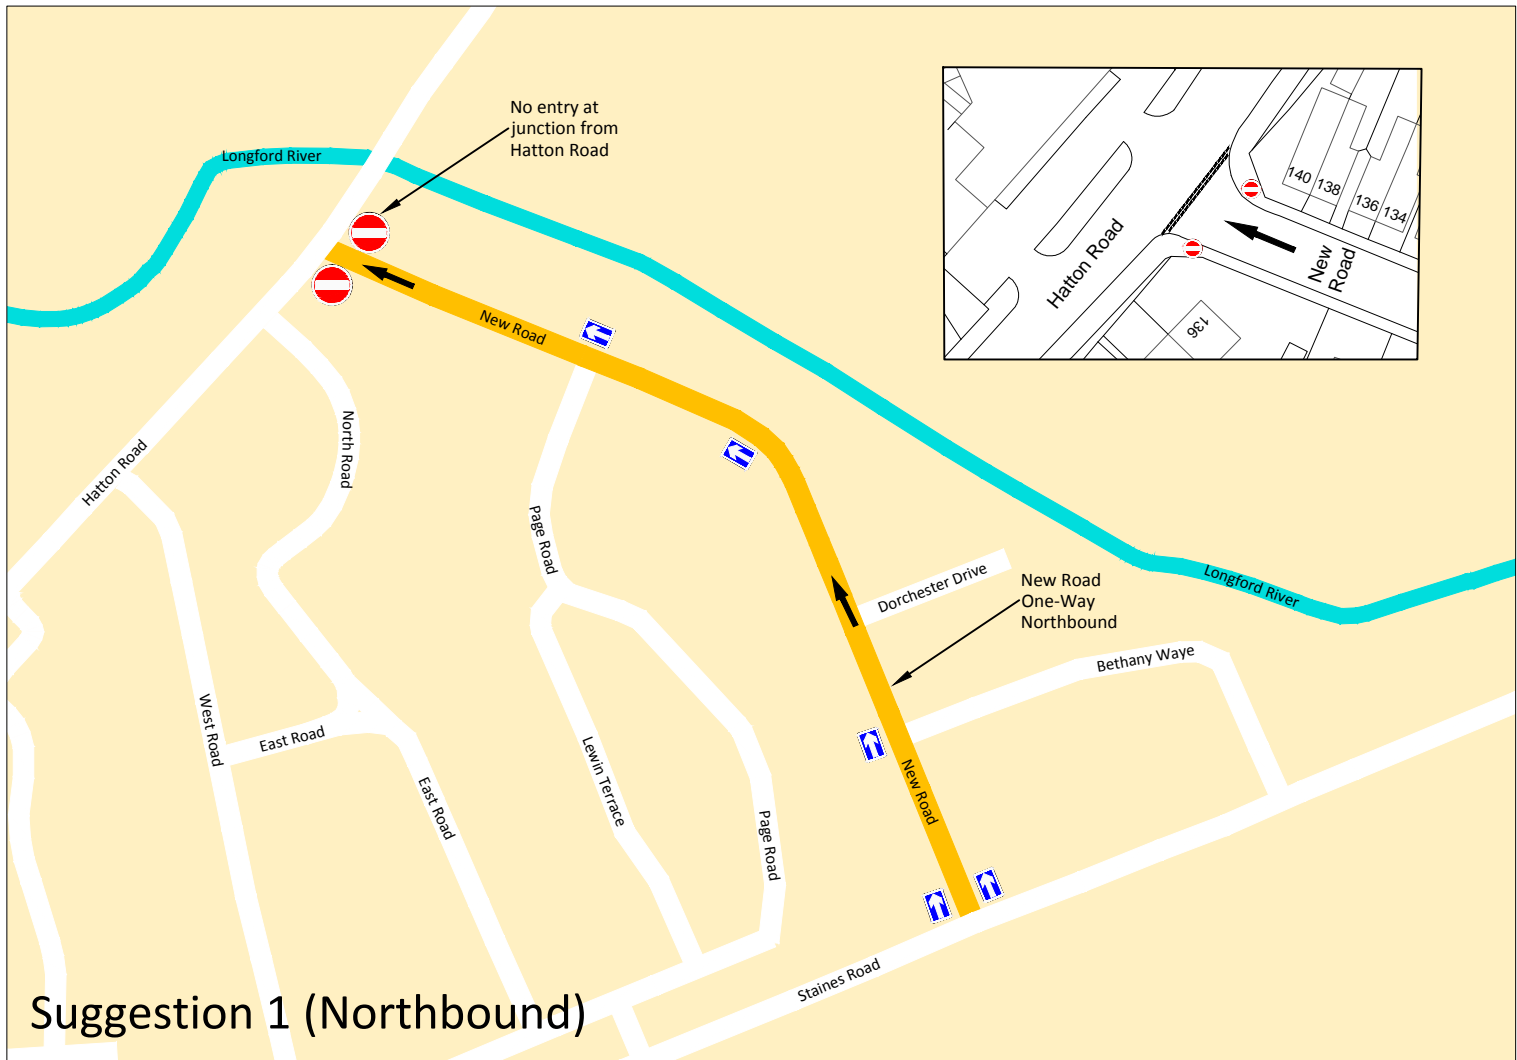 No entry at
junction from
Hatton Road
Longford River
New Road
North Road
Hatton Road
Page Road
Dorchester Drive
New Road
One-Way
Northbound
Longford River
Bethany Waye
West Road
East Road
East Road
Lewin Terrace
Page Road
New Road
Staines Road
Suggestion 1 (Northbound)
140
138
136
134
Hatton Road
New
Road
136